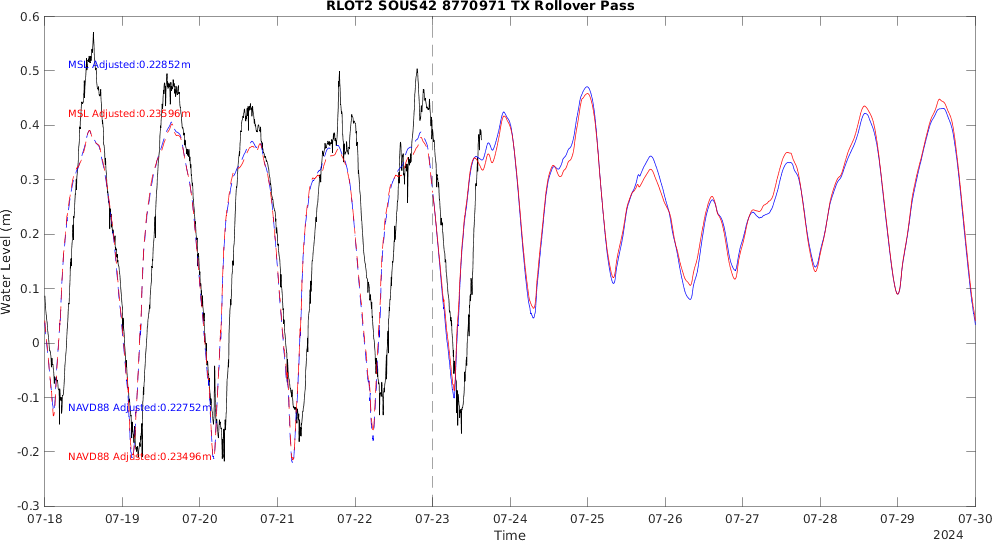 RLOT2 SOUS42 8770971 TX Rollover Pass
0.6
0.5
0.4
0.3
0.2
0.1
0
-0.1
-0.2
-0.3
Water Level (m)
MSL Adjusted:0.22852m
MSL Adjusted:0.23596m
NAVD88 Adjusted:0.22752m
NAVD88 Adjusted:0.23496m
07-18 07-19 07-20 07-21 07-22 07-23 07-24 07-25 07-26 07-27 07-28 07-29 07-30
Time
2024